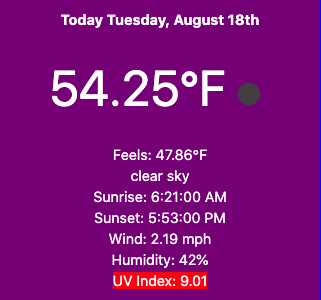 Today Tuesday, August 18th
54.25°F
Feels: 47.86°F
clear sky
Sunrise: 6:21:00 AM
Sunset: 5:53:00 PM
Wind: 2.19 mph
Humidity: 42%
UV Index: 9.01